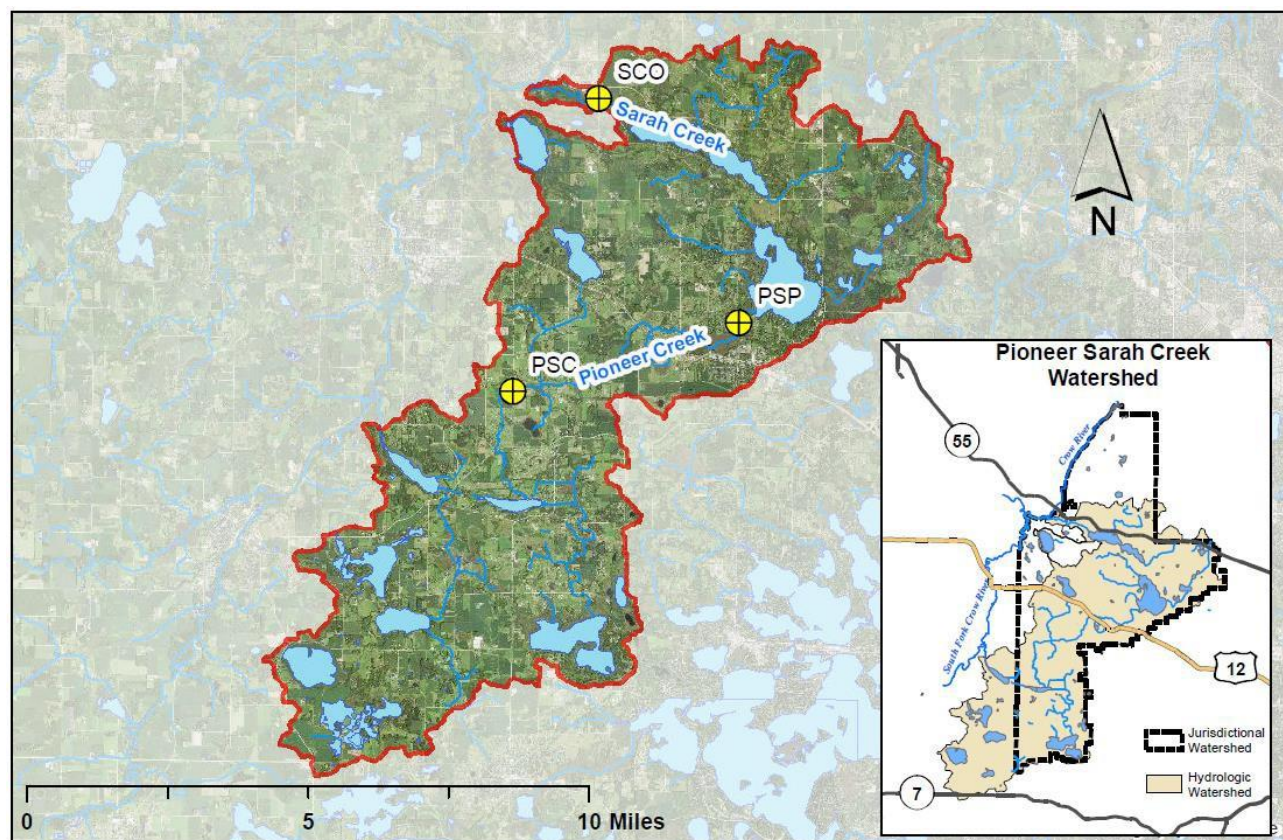 SCO
Sarah Creek
N
PSP
Pioneer Creek
PSC
0
5
10 Miles
Pioneer Sarah Creek
Watershed
55
Crow River
South Fork Crow River
12
7
Jurisdictional
Watershed
Hydrologic
Watershed